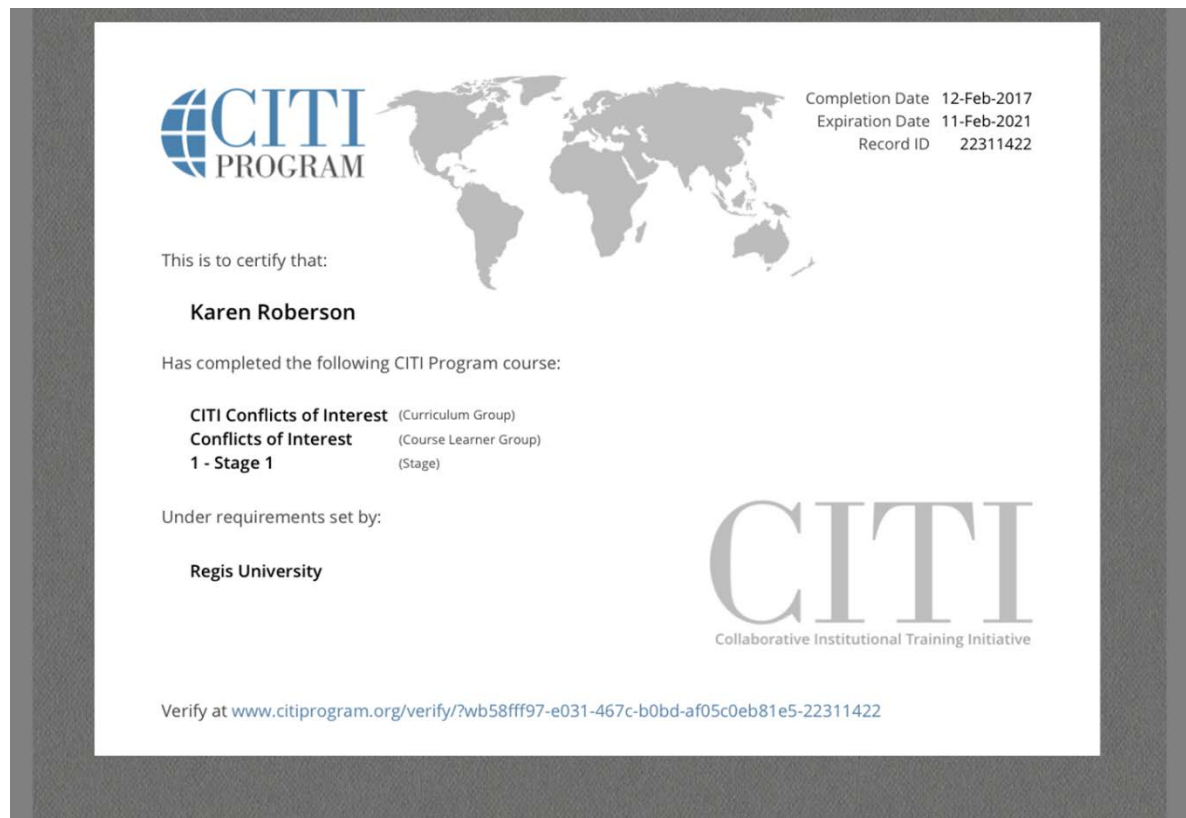 CITI
PROGRAM
Completion Date 12-Feb-2017
Expiration Date 11-Feb-2021
Record ID 22311422
This is to certify that:
Karen Roberson
Has completed the following CITI Program course:
CITI Conflicts of Interest (Curriculum Group)
Conflicts of Interest (Course Learner Group)
1 - Stage 1 (Stage)
Under requirements set by:
Regis University
CITI
Collaborative Institutional Training Initiative
Verify at www.citiprogram.org/verify/?wb58fff97-e031-467c-b0bd-af05c0eb81e5-22311422